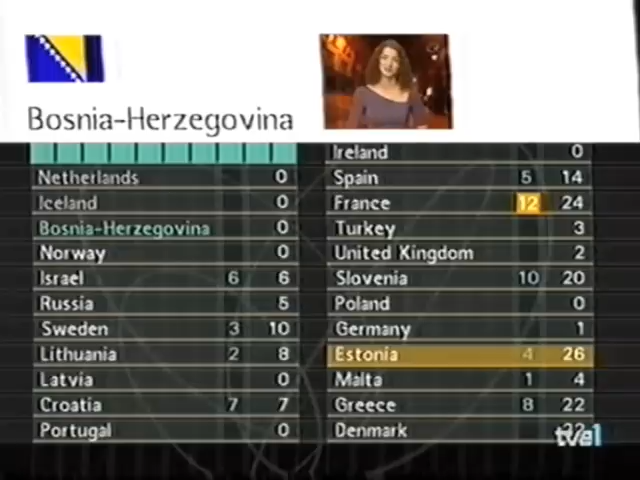 Bosnia-Herzegovina
Netherlands 0
Iceland 0
Bosnia-Herzegovina 0
Norway 0
Israel 6 6
Russia 5
Sweden 3 10
Lithuania 2 8
Latvia 0
Croatia 7 7
Portugal 0
Ireland 0
Spain 5 14
France 12 24
Turkey 3
United Kingdom 2
Slovenia 10 20
Poland 0
Germany 1
Estonia 4 26
Malta 1 4
Greece 8 22
Denmark
tve1